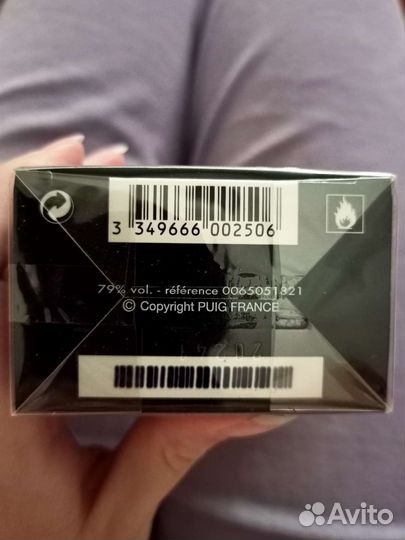 3 349666 002506
79% vol. - référence 0065051321
© Copyright PUIG FRANCE
Avito